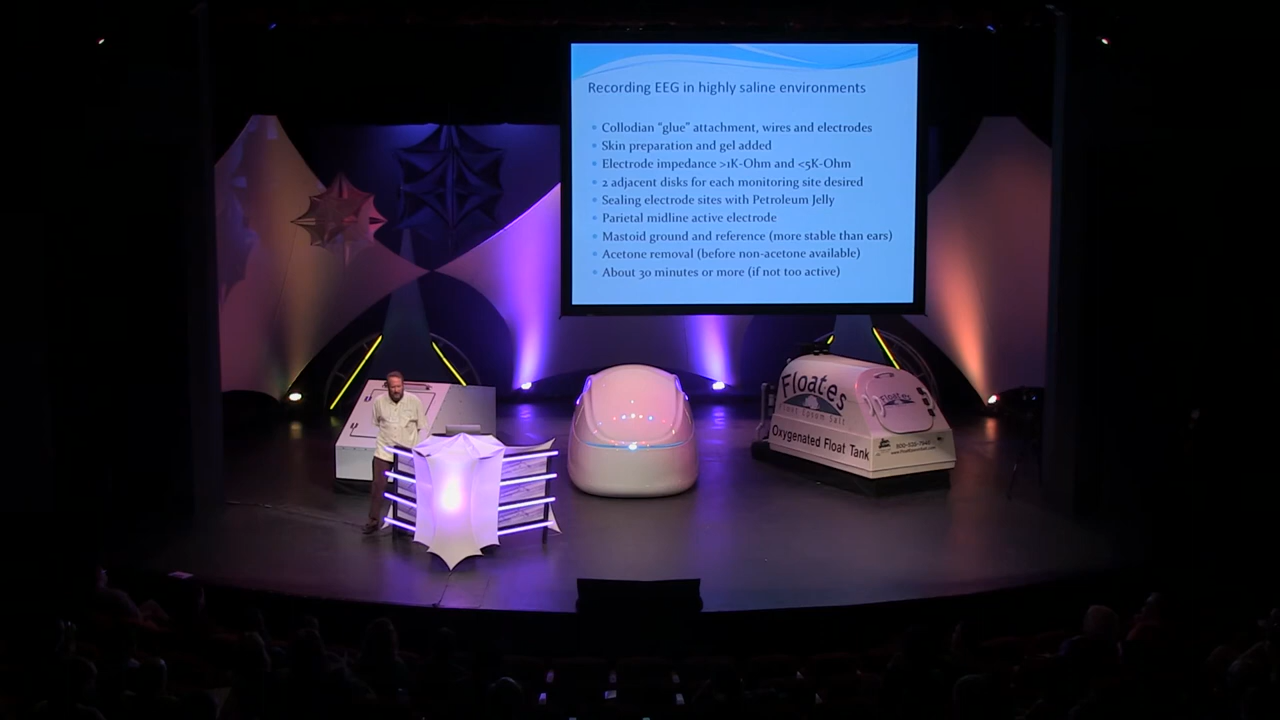 Recording EEG in highly saline environments
Collodian "glue" attachment, wires and electrodes
Skin preparation and gel added
Electrode impedance >1K-Ohm and <5K-Ohm
2 adjacent disks for each monitoring site desired
Sealing electrode sites with Petroleum Jelly
Parietal midline active electrode
Mastoid ground and reference (more stable than ears)
Acetone removal (before non-acetone available)
About 30 minutes or more (if not too active)
Floates
Epsom Salt
Floates
Oxygenated Float Tank